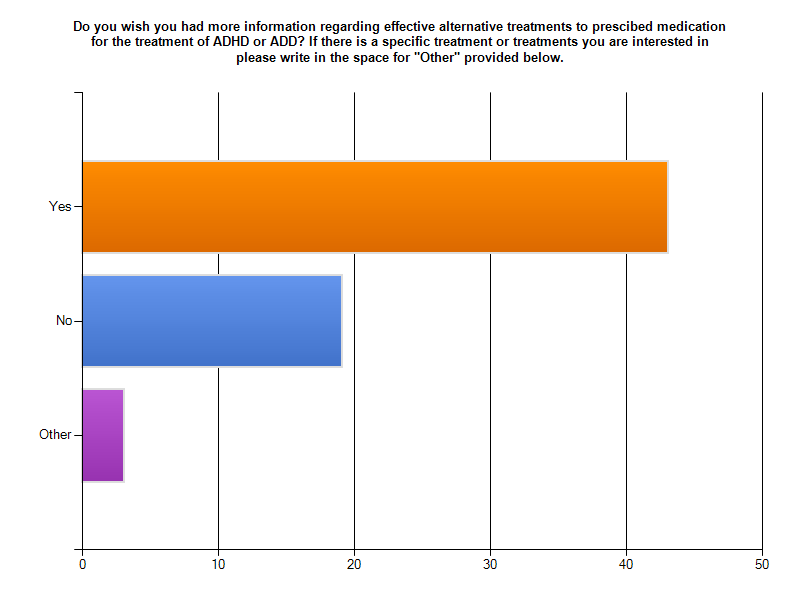 Do you wish you had more information regarding effective alternative treatments to prescibed medication
for the treatment of ADHD or ADD? If there is a specific treatment or treatments you are interested in
please write in the space for "Other" provided below.
Yes
No
Other
0 10 20 30 40 50